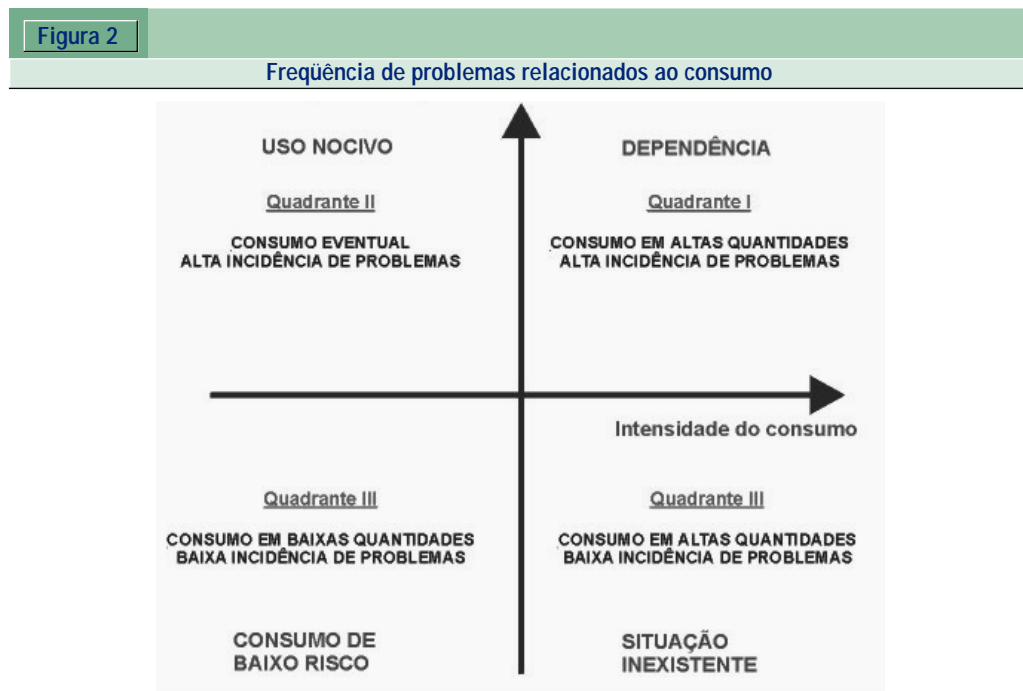 Figura 2
Freqüência de problemas relacionados ao consumo
USO NOCIVO
Quadrante II
CONSUMO EVENTUAL
ALTA INCIDÊNCIA DE PROBLEMAS
DEPENDÊNCIA
Quadrante I
CONSUMO EM ALTAS QUANTIDADES
ALTA INCIDÊNCIA DE PROBLEMAS
Intensidade do consumo
Quadrante III
CONSUMO EM BAIXAS QUANTIDADES
BAIXA INCIDÊNCIA DE PROBLEMAS
CONSUMO DE
BAIXO RISCO
Quadrante III
CONSUMO EM ALTAS QUANTIDADES
BAIXA INCIDÊNCIA DE PROBLEMAS
SITUAÇÃO
INEXISTENTE